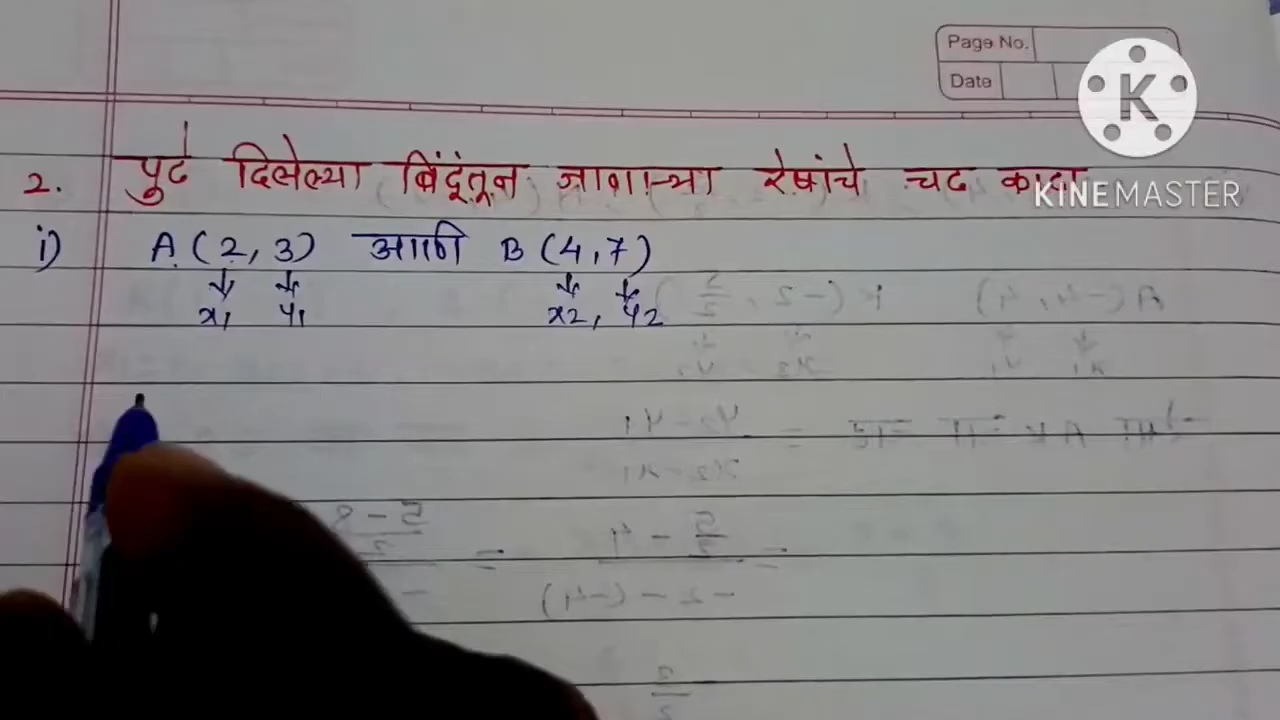 Page No.
Date
K
KINEMASTER
2. पुढे दिलेल्या बिंदूंतून जाणाऱ्या रेषांचे चढ काढा
i) A (2, 3) आणि B (4, 7)
x1 y1 x2, y2